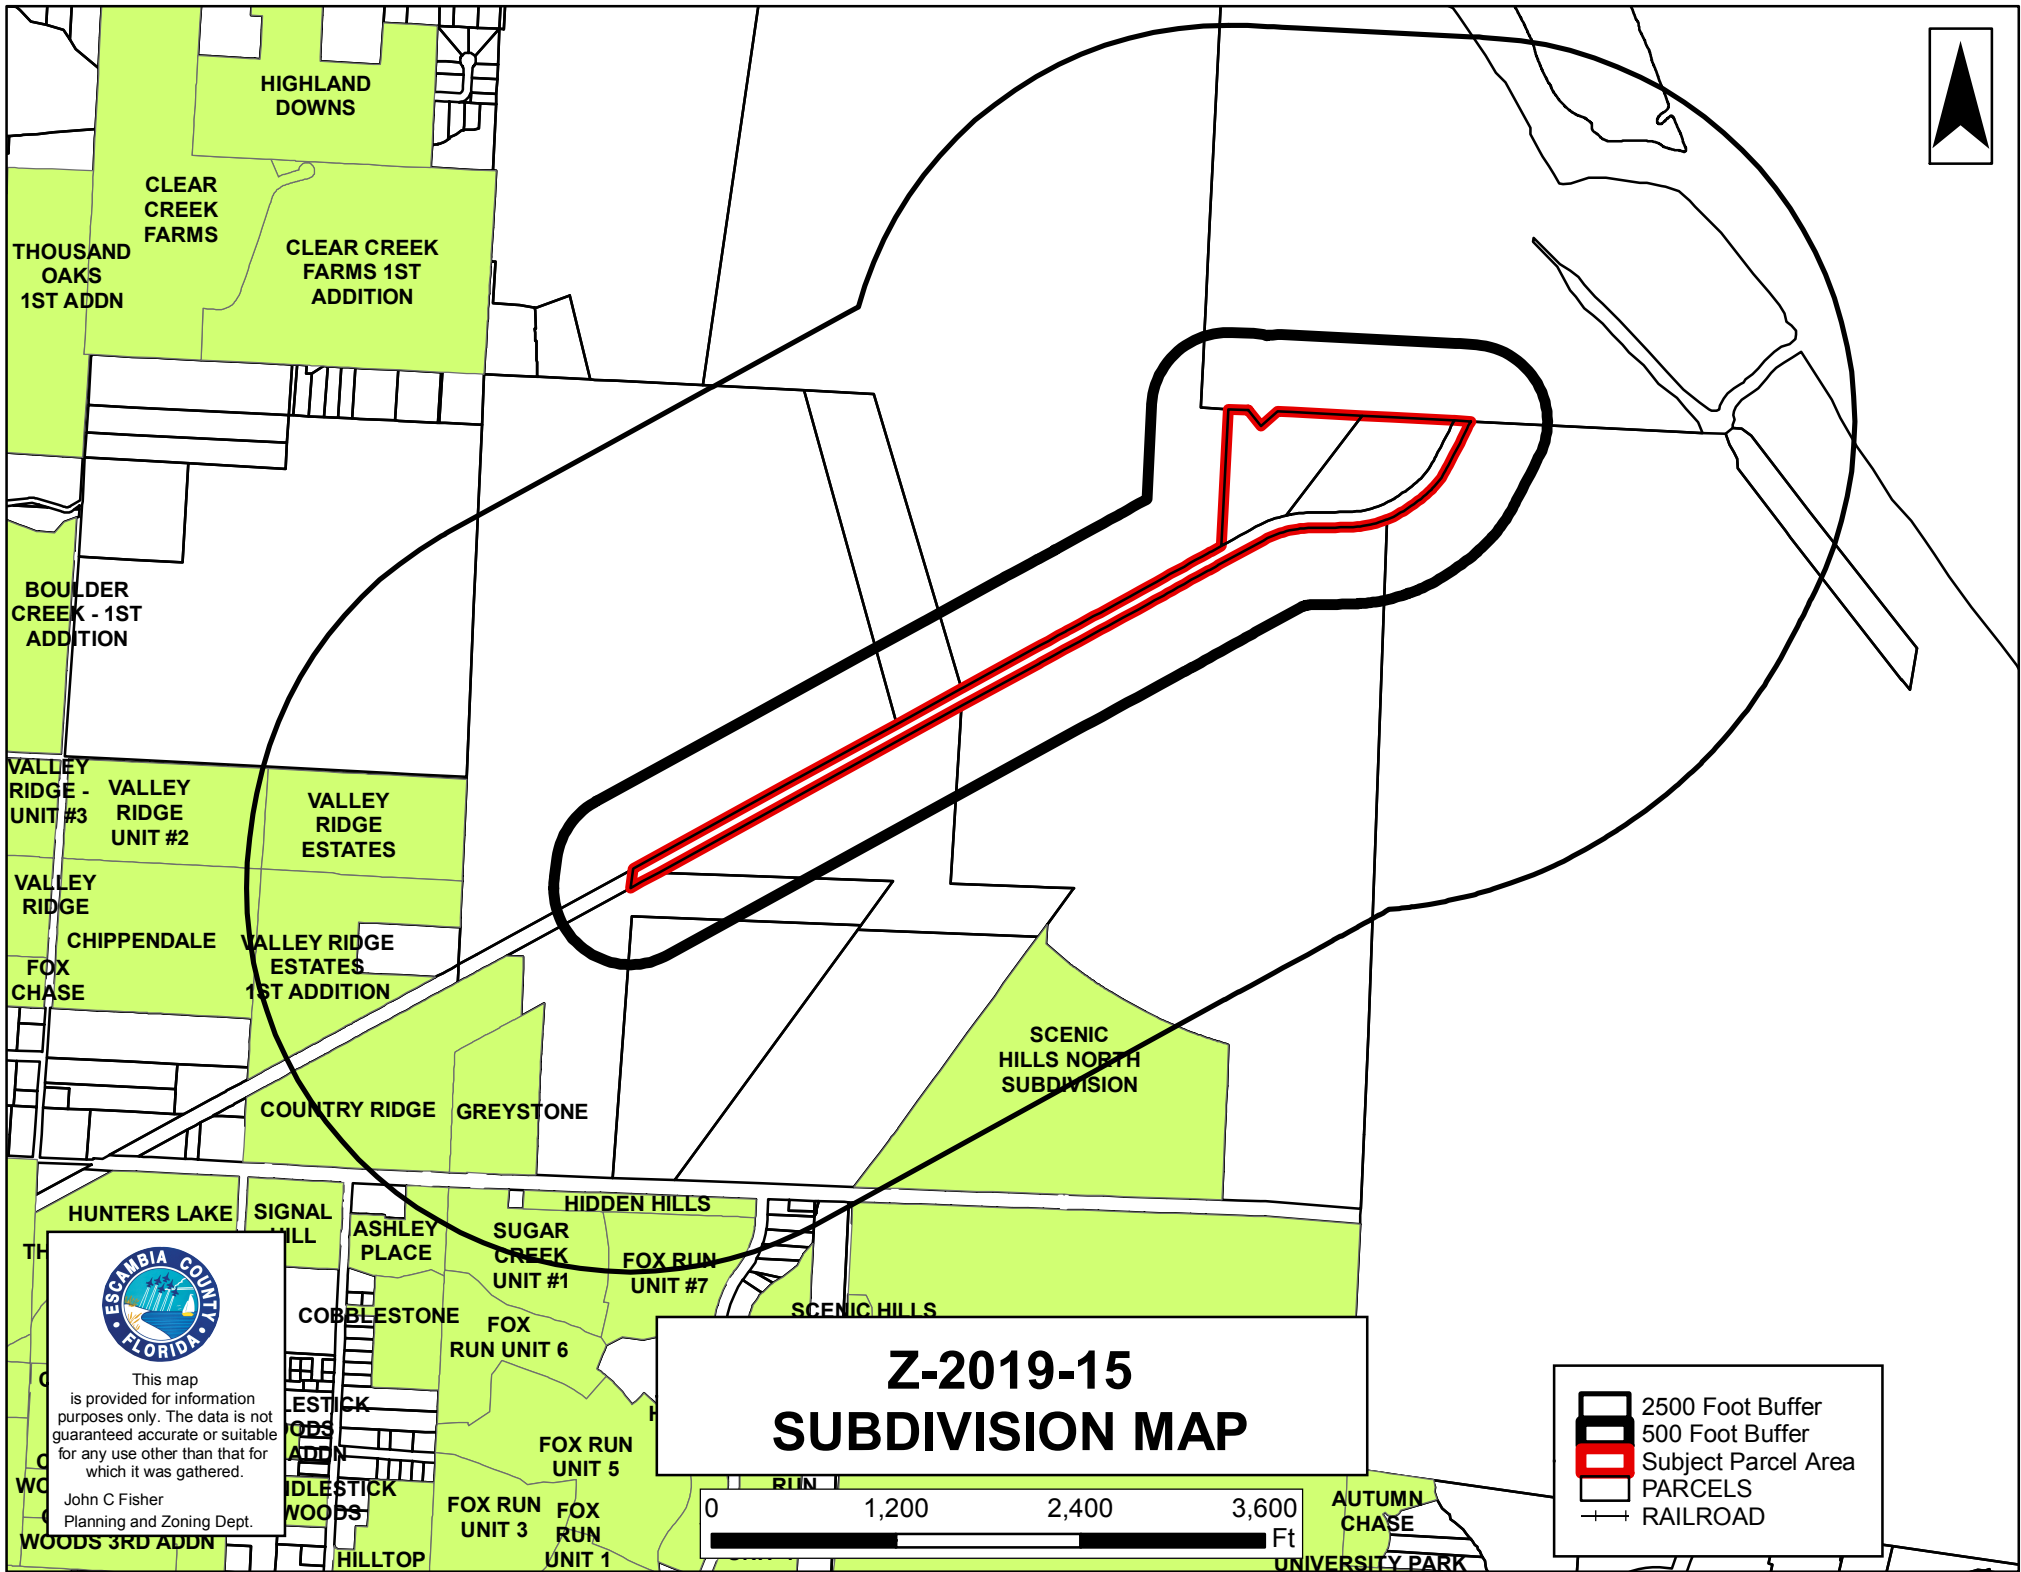 HIGHLAND
DOWNS
CLEAR
CREEK
FARMS
THOUSAND
OAKS
1ST ADDN
CLEAR CREEK
FARMS 1ST
ADDITION
BOULDER
CREEK - 1ST
ADDITION
VALLEY
RIDGE -
UNIT #3
VALLEY
RIDGE
UNIT #2
VALLEY
RIDGE
ESTATES
VALLEY
RIDGE
CHIPPENDALE
FOX
CHASE
VALLEY RIDGE
ESTATES
1ST ADDITION
SCENIC
HILLS NORTH
SUBDIVISION
COUNTRY RIDGE
GREYSTONE
HUNTERS LAKE
SIGNAL
HILL
ASHLEY
PLACE
SUGAR
CREEK
UNIT #1
HIDDEN HILLS
FOX RUN
UNIT #7
COBBLESTONE
FOX
RUN UNIT 6
SCENIC HILLS
FOX RUN
UNIT 5
FOX RUN
UNIT 3
FOX
RUN
UNIT 1
RUN
ADDN
WOODS
WOODS 3RD ADDN
HILLTOP
AUTUMN
CHASE
UNIVERSITY PARK
ESCAMBIA COUNTY
FLORIDA
This map
is provided for information
purposes only. The data is not
guaranteed accurate or suitable
for any use other than that for
which it was gathered.
John C Fisher
Planning and Zoning Dept.
Z-2019-15
SUBDIVISION MAP
0 1,200 2,400 3,600
Ft
2500 Foot Buffer
500 Foot Buffer
Subject Parcel Area
PARCELS
RAILROAD